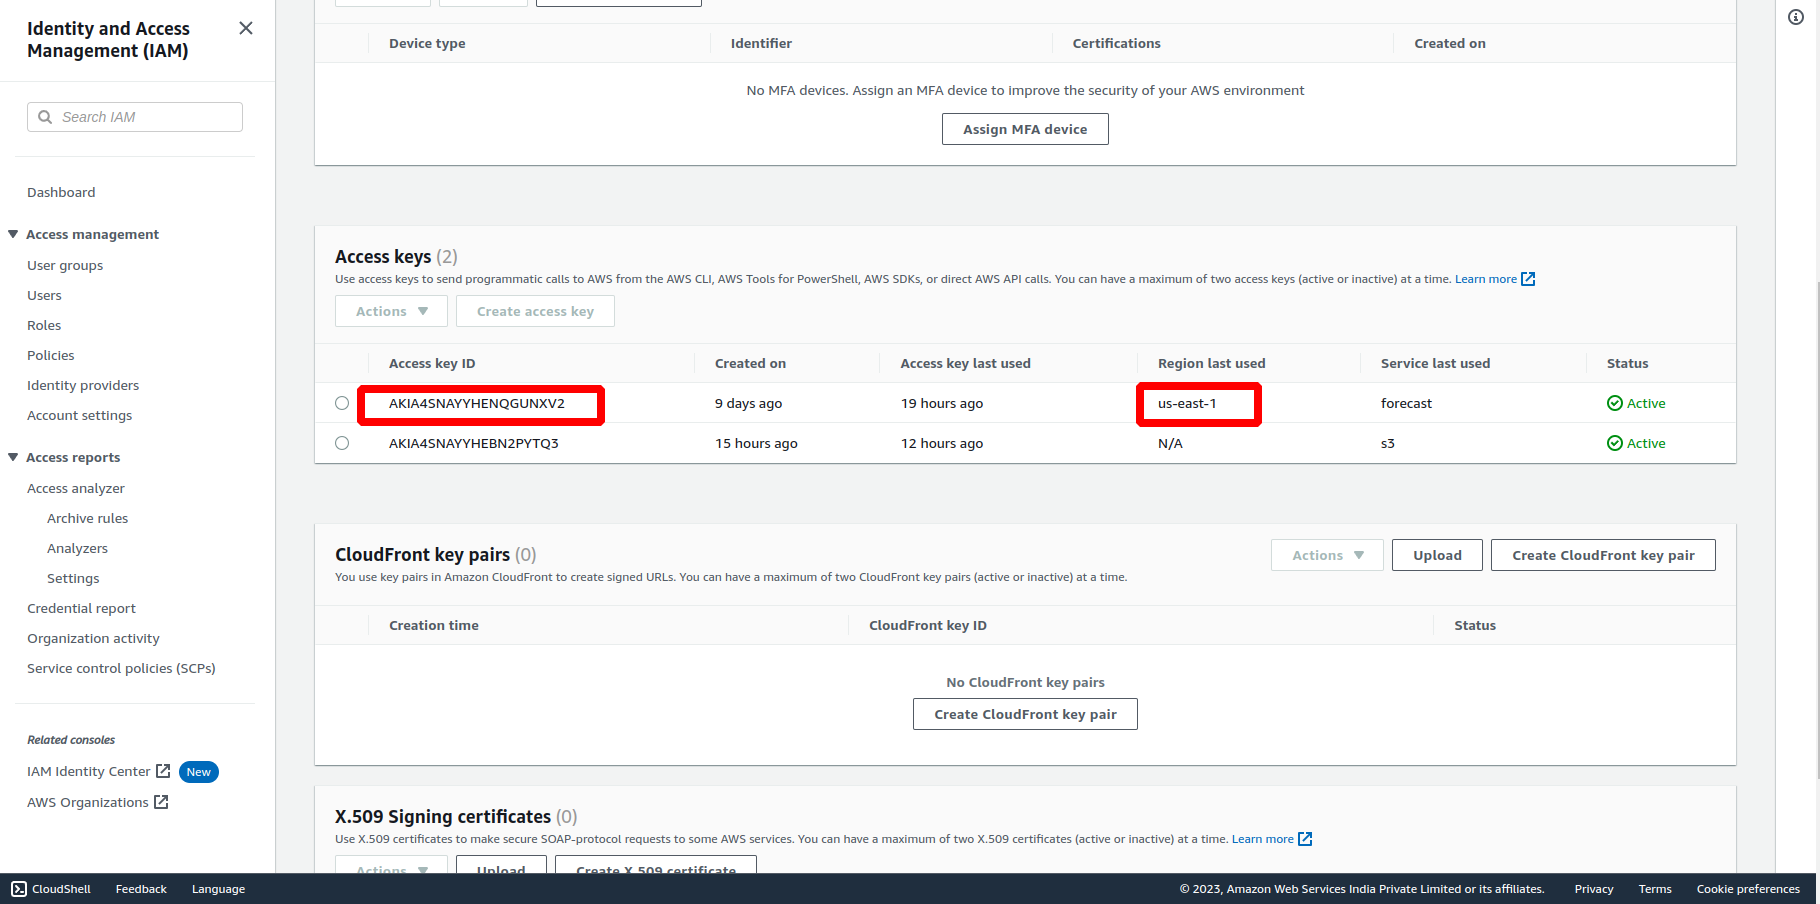 Identity and Access
Management (IAM)
Search IAM
Dashboard
Access management
User groups
Users
Roles
Policies
Identity providers
Account settings
Access reports
Access analyzer
Archive rules
Analyzers
Settings
Credential report
Organization activity
Service control policies (SCPs)
Related consoles
IAM Identity Center New
AWS Organizations
Device type Identifier Certifications Created on
No MFA devices. Assign an MFA device to improve the security of your AWS environment
Assign MFA device
Access keys (2)
Use access keys to send programmatic calls to AWS from the AWS CLI, AWS Tools for PowerShell, AWS SDKs, or direct AWS API calls. You can have a maximum of two access keys (active or inactive) at a time. Learn more
Actions Create access key
Access key ID Created on Access key last used Region last used Service last used Status
AKIA4SNAYYHENQGUNXV2 9 days ago 19 hours ago us-east-1 forecast Active
AKIA4SNAYYHEBN2PYTQ3 15 hours ago 12 hours ago N/A s3 Active
CloudFront key pairs (0)
Actions Upload Create CloudFront key pair
You use key pairs in Amazon CloudFront to create signed URLs. You can have a maximum of two CloudFront key pairs (active or inactive) at a time.
Creation time CloudFront key ID Status
No CloudFront key pairs
Create CloudFront key pair
X.509 Signing certificates (0)
Use X.509 certificates to make secure SOAP-protocol requests to some AWS services. You can have a maximum of two X.509 certificates (active or inactive) at a time. Learn more
Actions Upload Create X.509 certificate
CloudShell Feedback Language © 2023, Amazon Web Services India Private Limited or its affiliates. Privacy Terms Cookie preferences